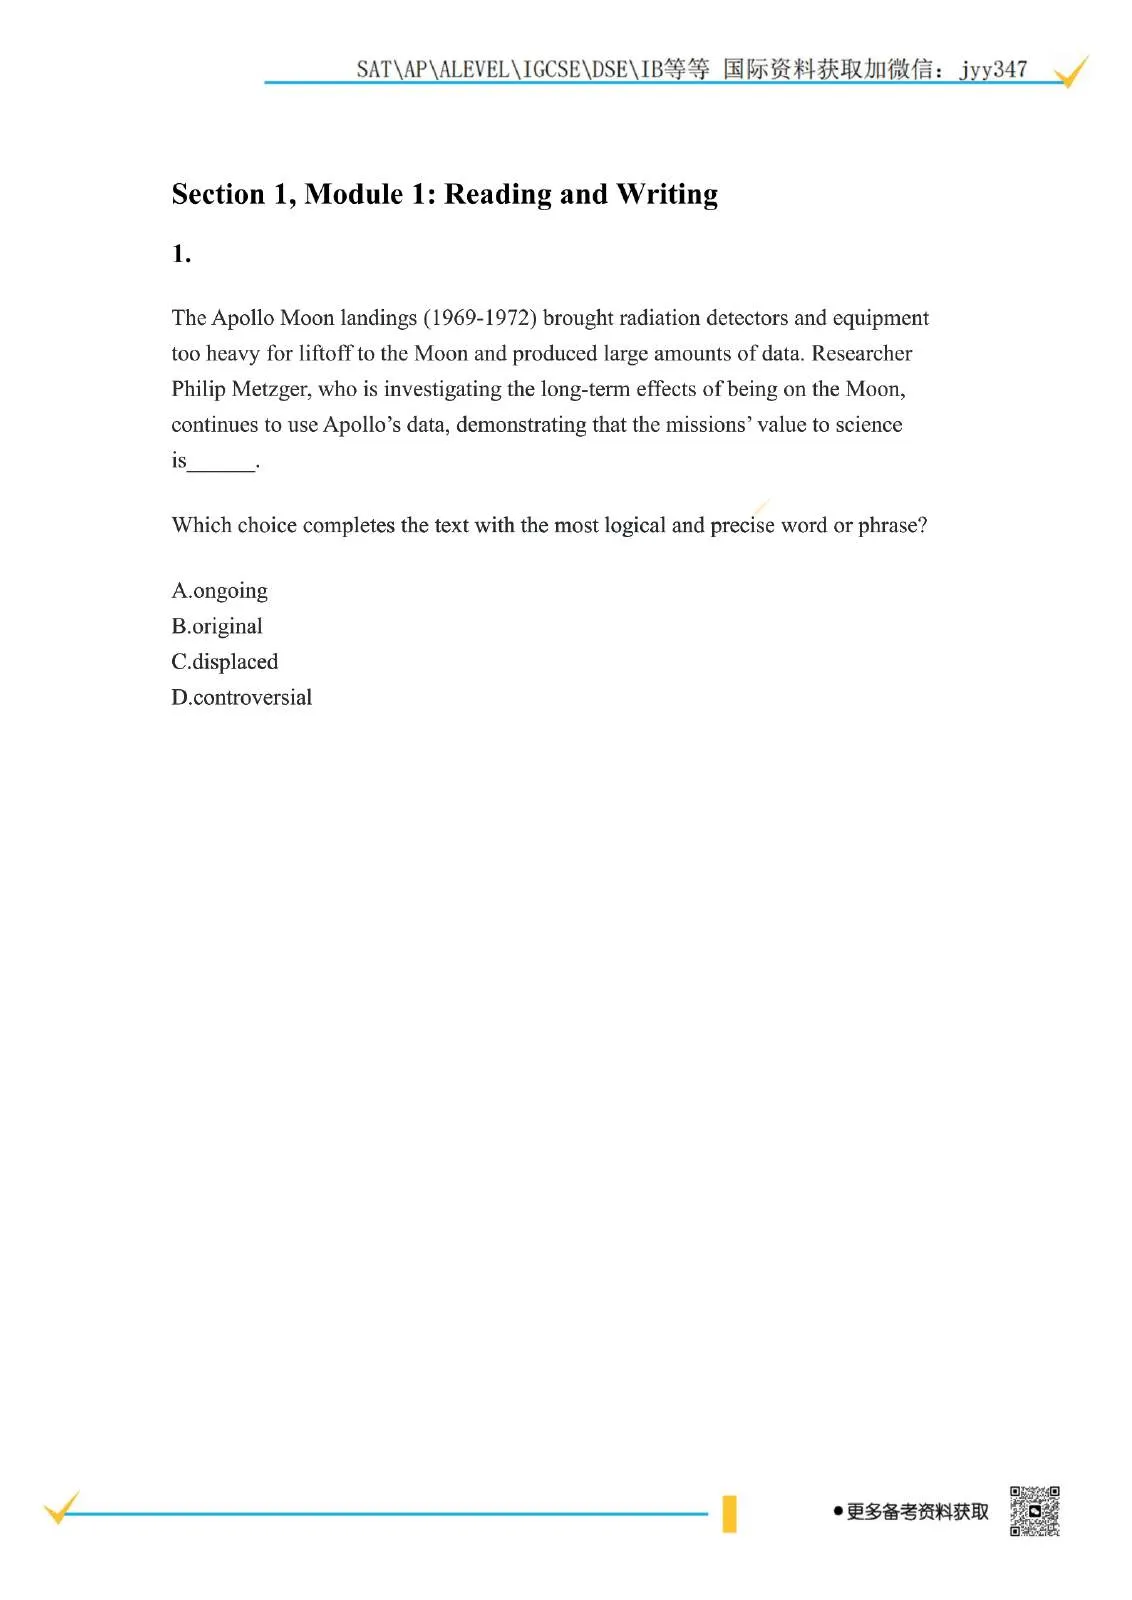 SAT\AP\ALEVEL\IGCSE\DSE\IB等等 国际资料获取加微信：jyy347
Section 1, Module 1: Reading and Writing
1.
The Apollo Moon landings (1969-1972) brought radiation detectors and equipment
too heavy for liftoff to the Moon and produced large amounts of data. Researcher
Philip Metzger, who is investigating the long-term effects of being on the Moon,
continues to use Apollo’s data, demonstrating that the missions’ value to science
is______.
Which choice completes the text with the most logical and precise word or phrase?
A.ongoing
B.original
C.displaced
D.controversial
●更多备考资料获取